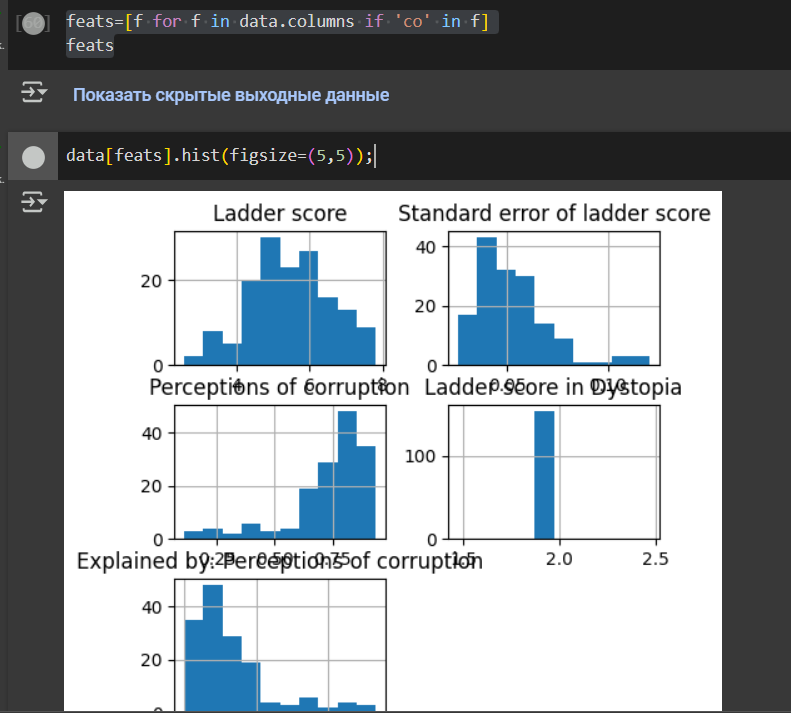 feats=[f for f in data.columns if 'co' in f]
feats
Показать скрытые выходные данные
data[feats].hist(figsize=(5,5));
Ladder score Standard error of ladder score
20
0
4 6 8
40
20
0
0.05 0.10
Perceptions of corruption Ladder score in Dystopia
40
20
0
0.25 0.50 0.75
100
0
1.5 2.0 2.5
Explained by: Perceptions of corruption
40
20
0